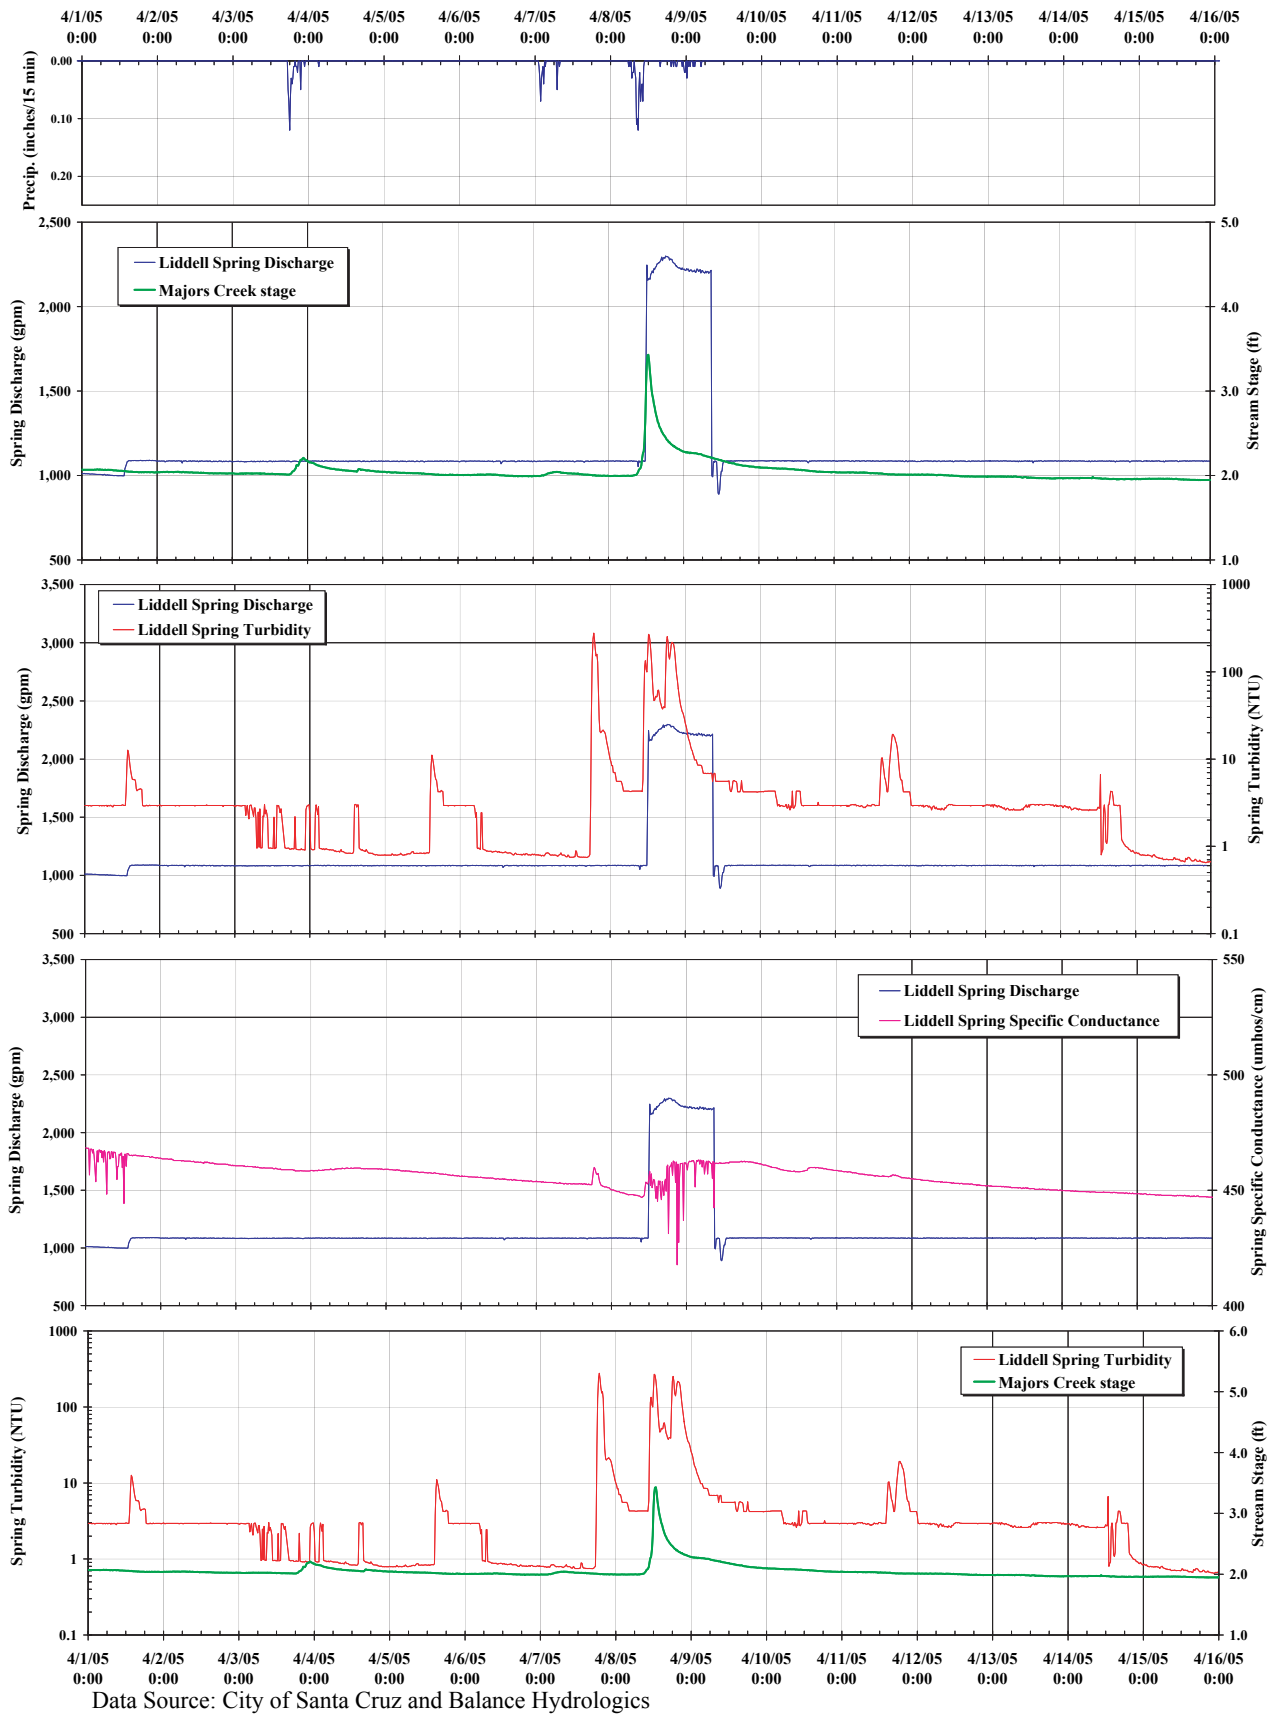 4/1/05 4/2/05 4/3/05 4/4/05 4/5/05 4/6/05 4/7/05 4/8/05 4/9/05 4/10/05 4/11/05 4/12/05 4/13/05 4/14/05 4/15/05 4/16/05
0:00 0:00 0:00 0:00 0:00 0:00 0:00 0:00 0:00 0:00 0:00 0:00 0:00 0:00 0:00 0:00
Precip. (inches/15 min)
0.00
0.10
0.20
Spring Discharge (gpm)
2,500
2,000
1,500
1,000
500
Liddell Spring Discharge
Majors Creek stage
5.0
4.0
3.0
2.0
1.0
Stream Stage (ft)
Spring Discharge (gpm)
3,500
3,000
2,500
2,000
1,500
1,000
500
Liddell Spring Discharge
Liddell Spring Turbidity
1000
100
10
1
0.1
Spring Turbidity (NTU)
Spring Discharge (gpm)
3,500
3,000
2,500
2,000
1,500
1,000
500
Liddell Spring Discharge
Liddell Spring Specific Conductance
550
500
450
400
Spring Specific Conductance (umhos/cm)
Spring Turbidity (NTU)
1000
100
10
1
0.1
Liddell Spring Turbidity
Majors Creek stage
6.0
5.0
4.0
3.0
2.0
1.0
Streeam Stage (ft)
4/1/05 4/2/05 4/3/05 4/4/05 4/5/05 4/6/05 4/7/05 4/8/05 4/9/05 4/10/05 4/11/05 4/12/05 4/13/05 4/14/05 4/15/05 4/16/05
0:00 0:00 0:00 0:00 0:00 0:00 0:00 0:00 0:00 0:00 0:00 0:00 0:00 0:00 0:00 0:00
Data Source: City of Santa Cruz and Balance Hydrologics